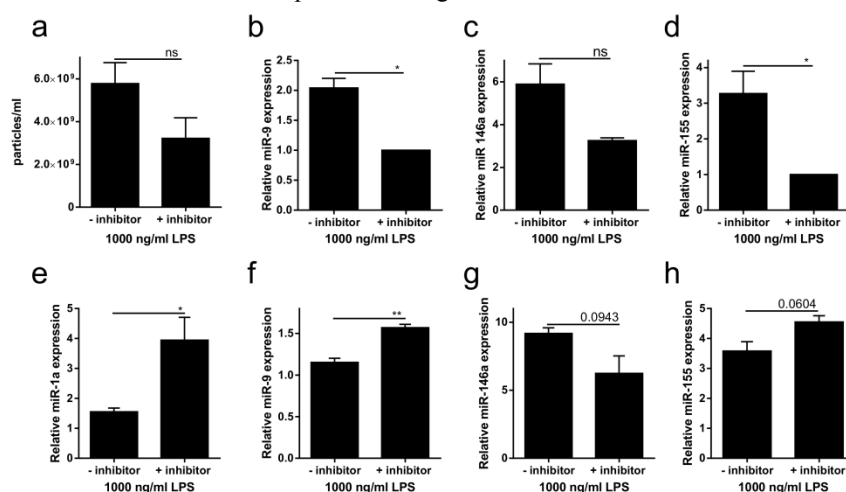 a
ns
6.0×10⁹
4.0×10⁹
2.0×10⁹
0
particles/ml
- inhibitor + inhibitor
1000 ng/ml LPS
b
*
2.5
2.0
1.5
1.0
0.5
0.0
Relative miR-9 expression
- inhibitor + inhibitor
1000 ng/ml LPS
c
ns
6
4
2
0
Relative miR 146a expression
- inhibitor + inhibitor
1000 ng/ml LPS
d
*
4
3
2
1
0
Relative miR-155 expression
- inhibitor + inhibitor
1000 ng/ml LPS
e
*
5
4
3
2
1
0
Relative miR-1a expression
- inhibitor + inhibitor
1000 ng/ml LPS
f
**
1.5
1.0
0.5
0.0
Relative miR-9 expression
- inhibitor + inhibitor
1000 ng/ml LPS
g
0.0943
10
5
0
Relative miR-146a expression
- inhibitor + inhibitor
1000 ng/ml LPS
h
0.0604
5
4
3
2
1
0
Relative miR-155 expression
- inhibitor + inhibitor
1000 ng/ml LPS